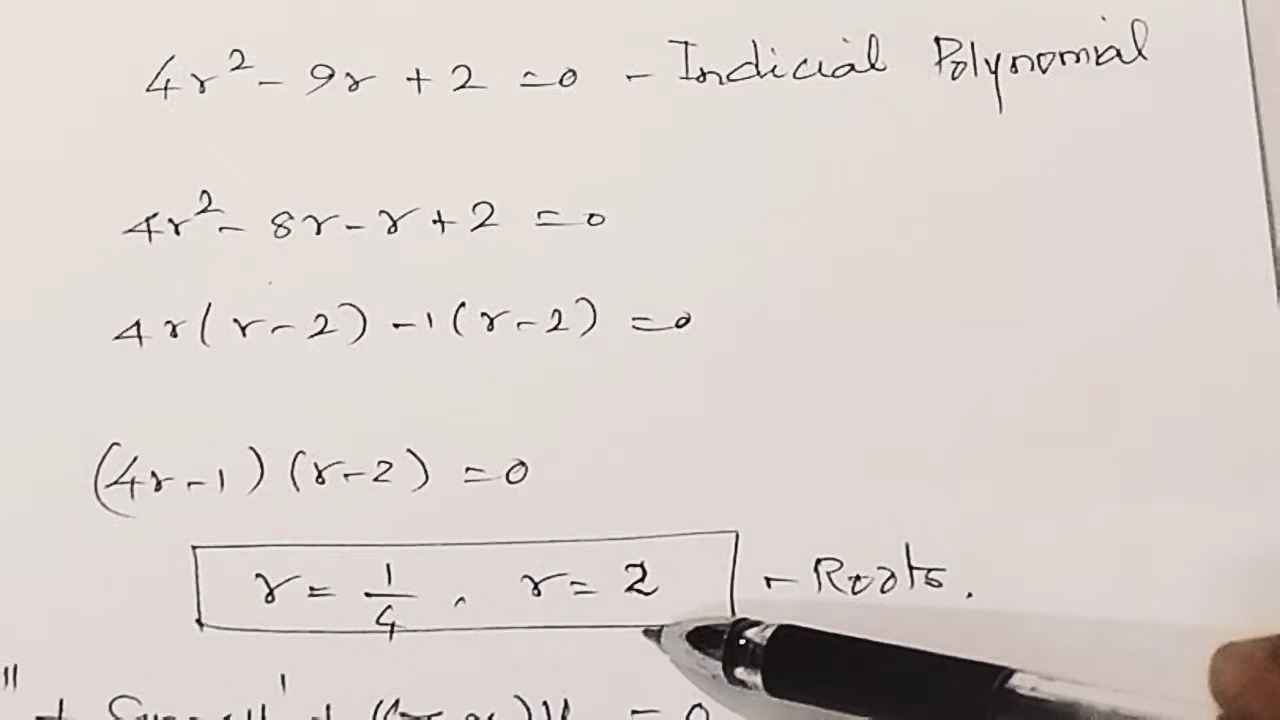 4r² - 9r + 2 = 0 - Indicial Polynomial
4r² - 8r - r + 2 = 0
4r(r-2) - 1(r-2) = 0
(4r-1)(r-2) = 0
r = 1/4, r = 2 - Roots.
= 0